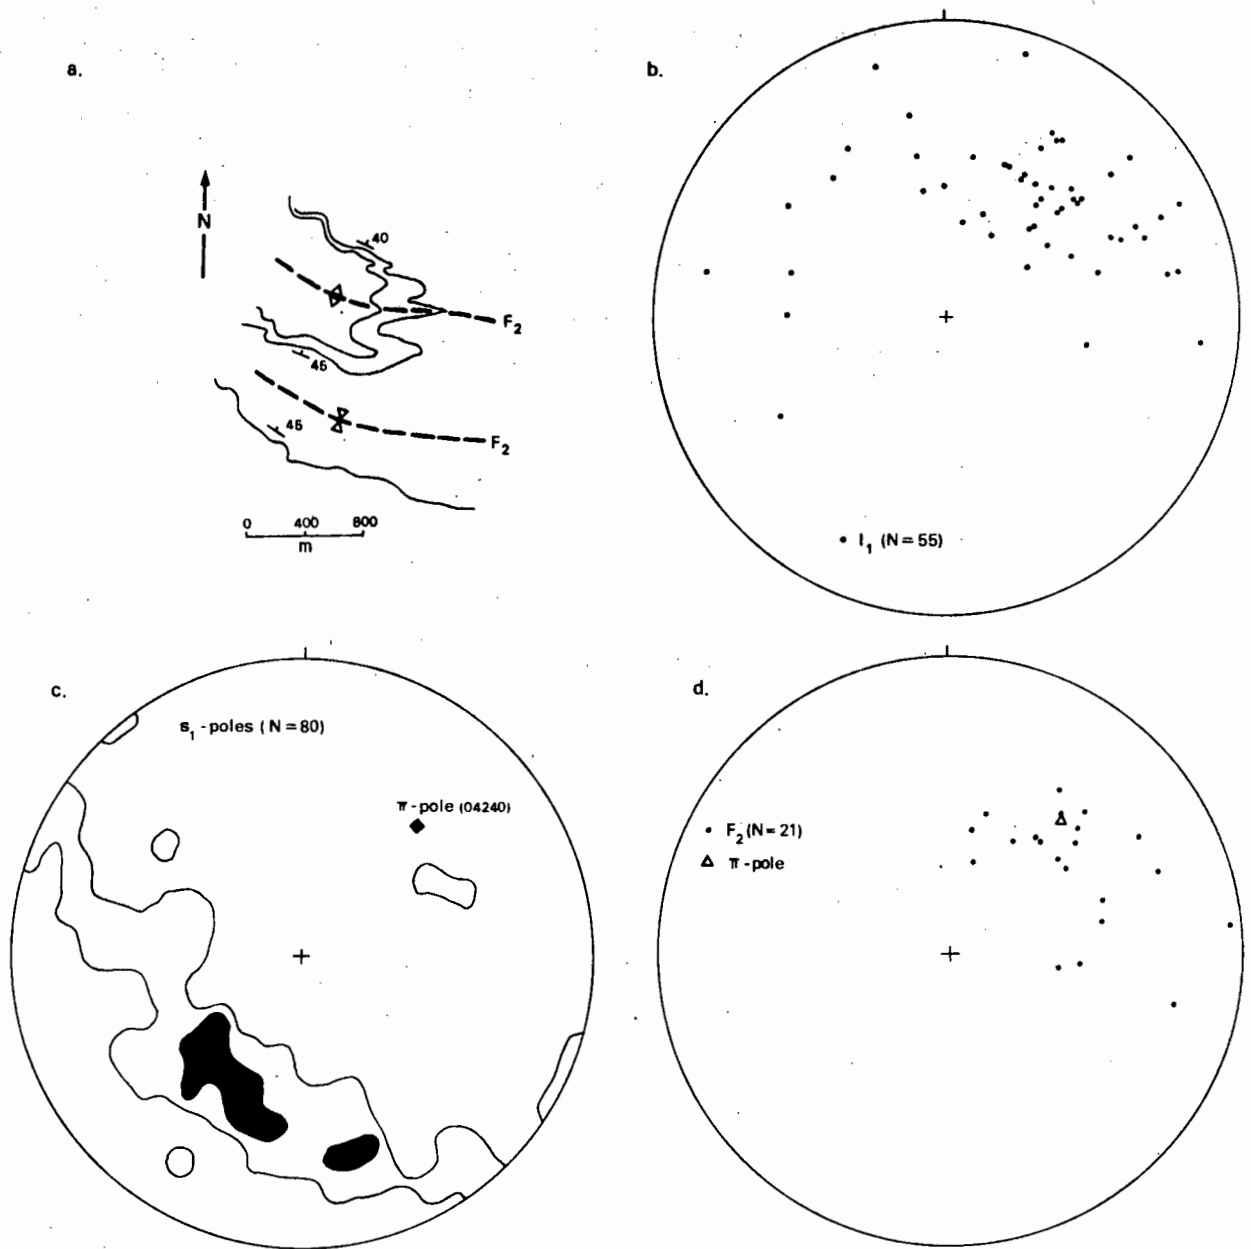 a.
N
40
F2
45
45
F2
0 400 800
m
b.
l1 (N=55)
c.
s1 -poles (N=80)
π-pole (04240)
d.
F2 (N=21)
π-pole